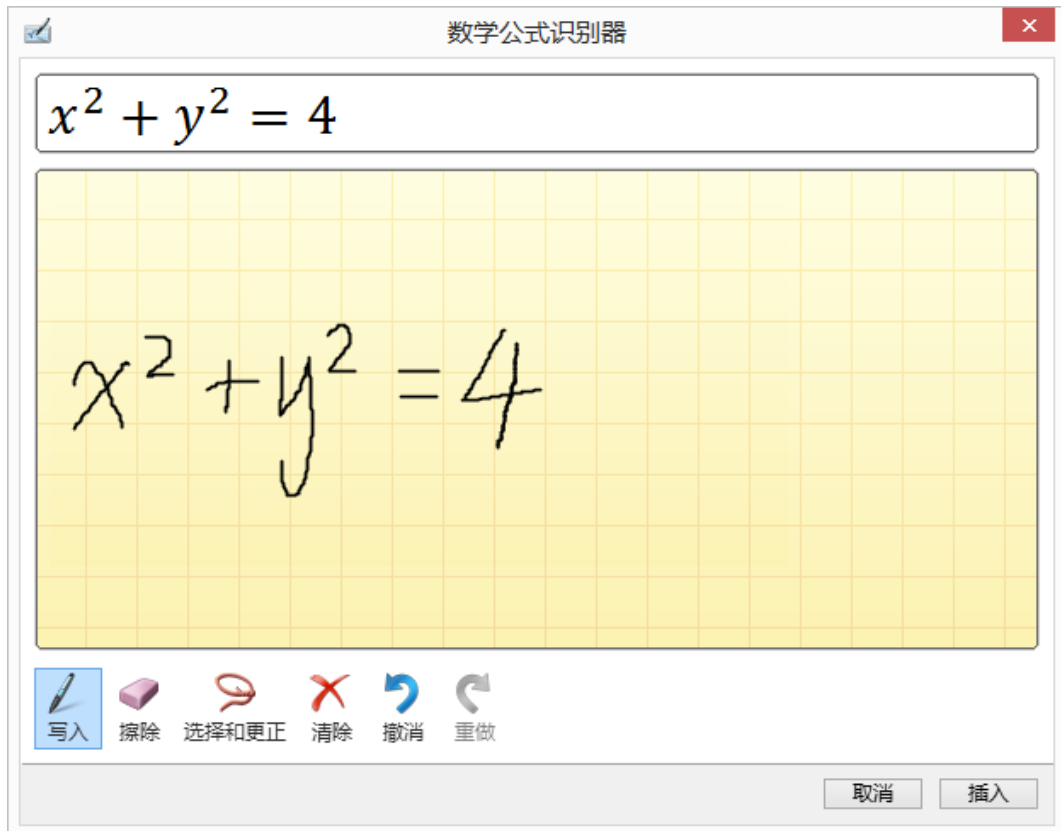 数学公式识别器
x² + y² = 4
x² + y² = 4
写入 擦除 选择和更正 清除 撤消 重做
取消 插入